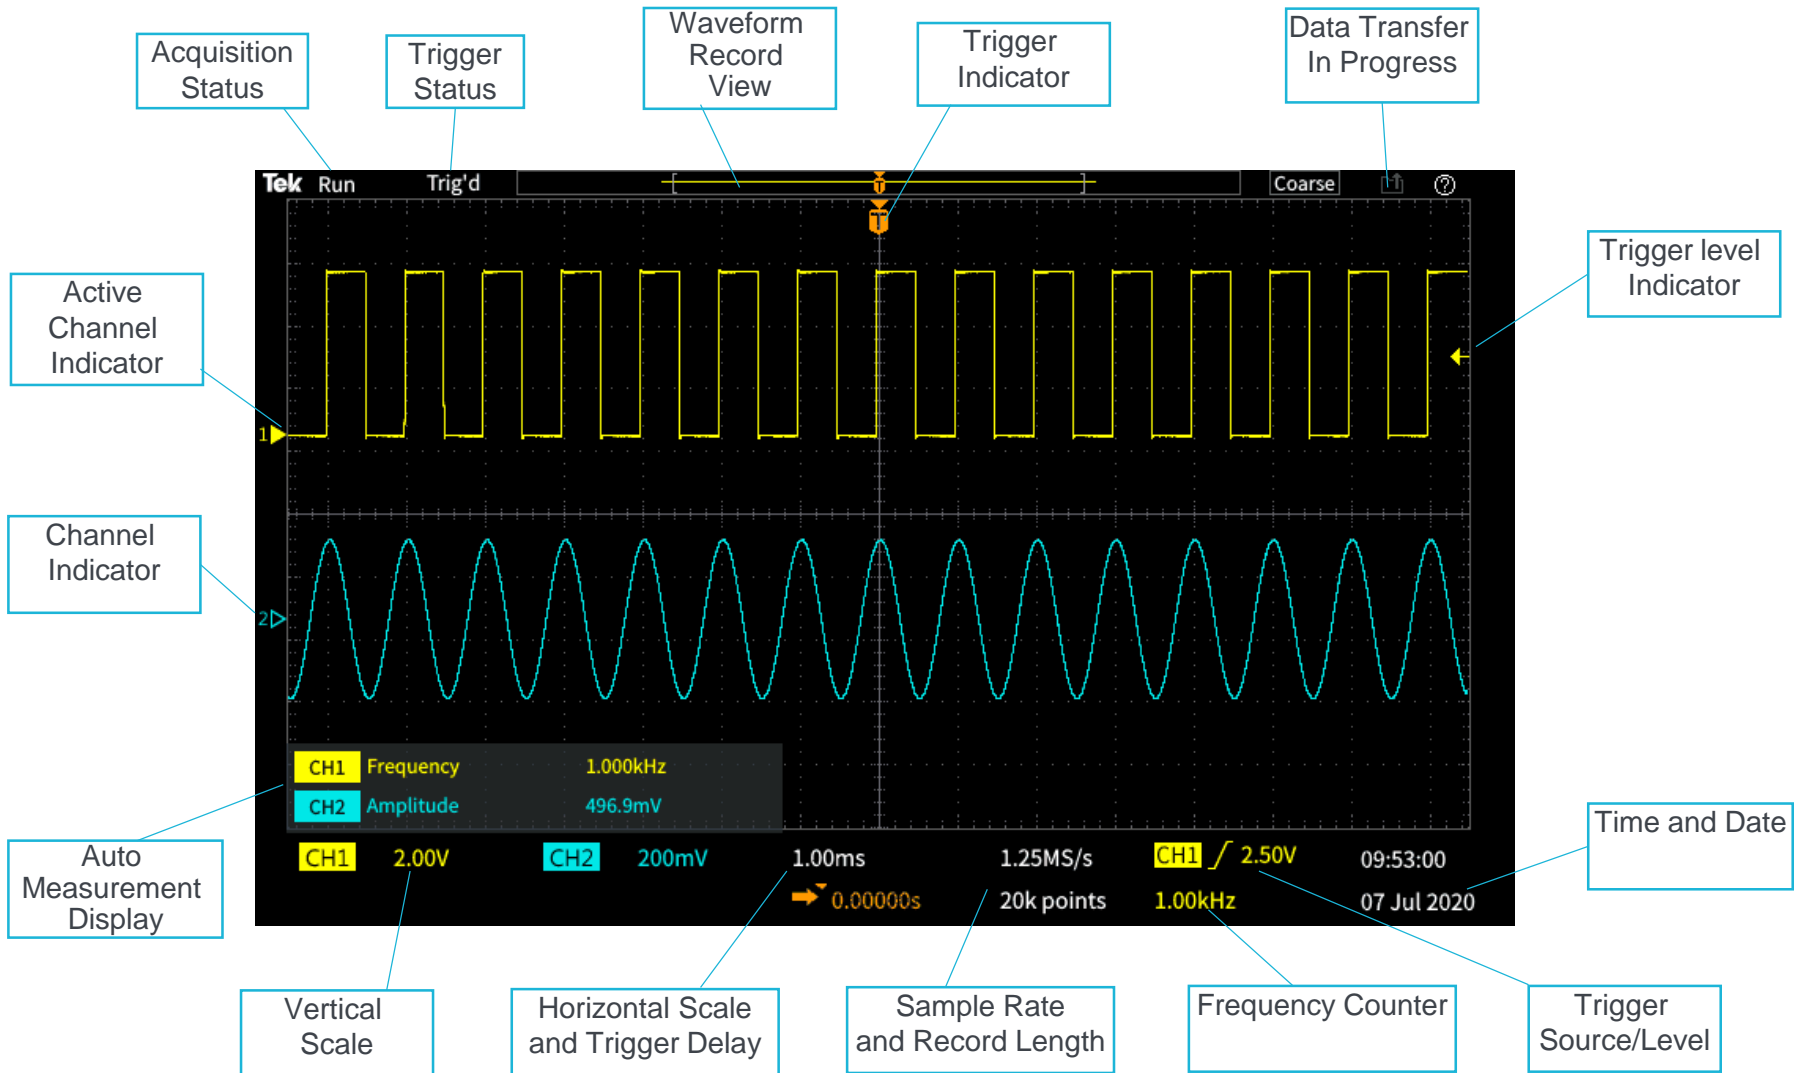 Acquisition
Status
Trigger
Status
Waveform
Record
View
Trigger
Indicator
Data Transfer
In Progress
Tek Run Trig'd [ T ] Coarse ?
T
Trigger level
Indicator
Active
Channel
Indicator
1
Channel
Indicator
2
CH1 Frequency 1.000kHz
CH2 Amplitude 496.9mV
Auto
Measurement
Display
CH1 2.00V CH2 200mV 1.00ms 1.25MS/s CH1 2.50V 09:53:00
0.00000s 20k points 1.00kHz 07 Jul 2020
Time and Date
Vertical
Scale
Horizontal Scale
and Trigger Delay
Sample Rate
and Record Length
Frequency Counter
Trigger
Source/Level